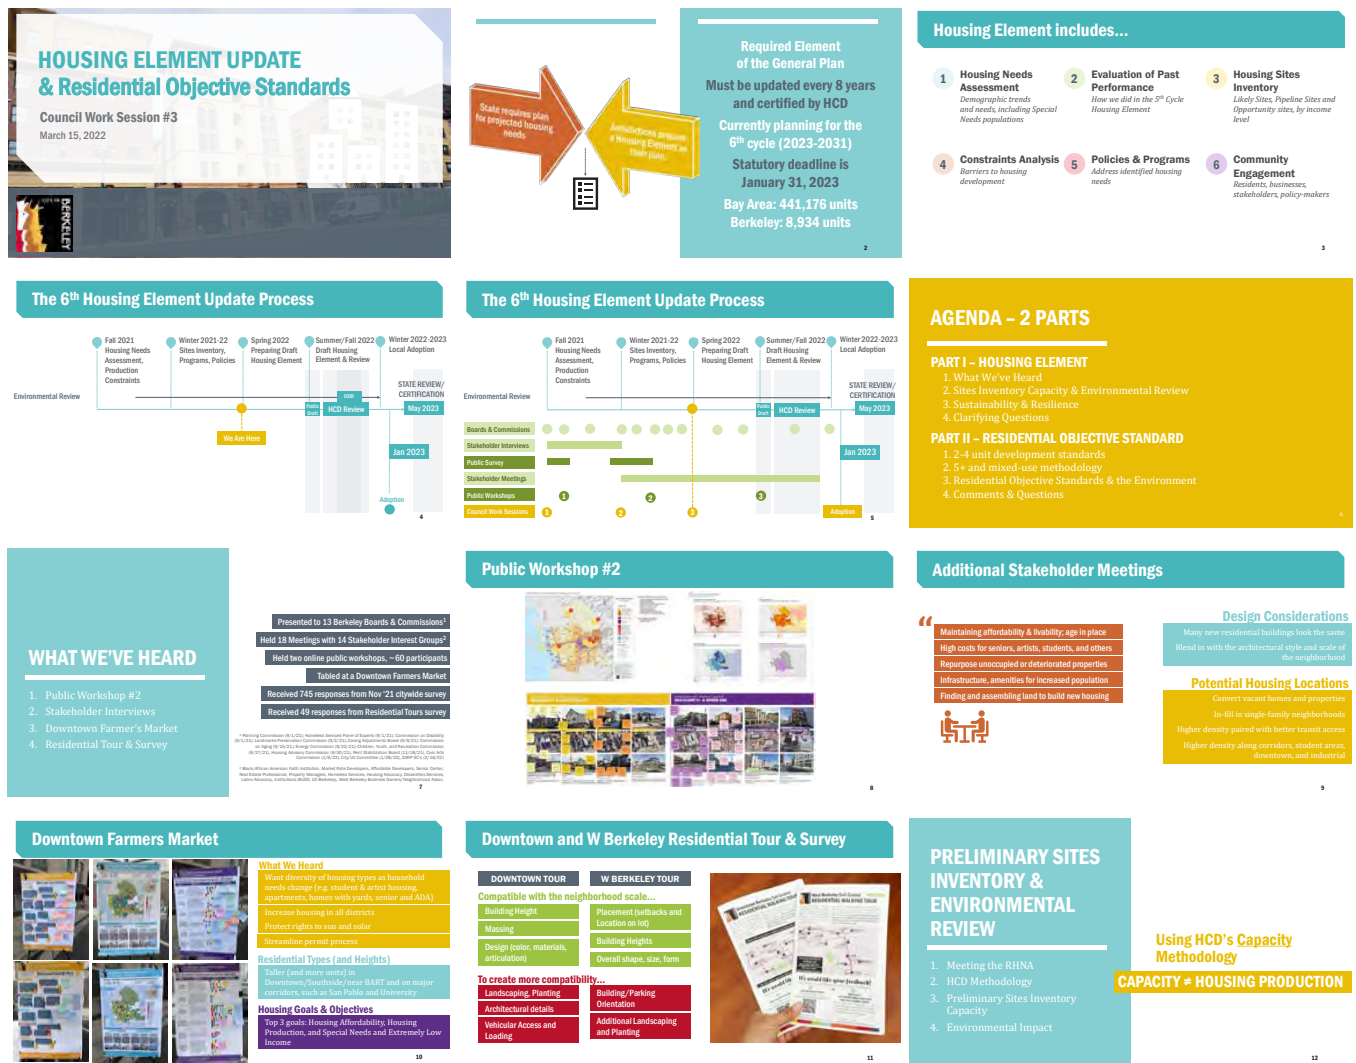 HOUSING ELEMENT UPDATE
& Residential Objective Standards
Council Work Session #3
March 15, 2022
BERKELEY
State requires plan
for projected housing
needs
Jurisdictions prepare
a Housing Element as
their plan.
Required Element
of the General Plan
Must be updated every 8 years
and certified by HCD
Currently planning for the
6th cycle (2023-2031)
Statutory deadline is
January 31, 2023
Bay Area: 441,176 units
Berkeley: 8,934 units
2
Housing Element includes...
1
Housing Needs
Assessment
Demographic trends
and needs, including Special
Needs populations
2
Evaluation of Past
Performance
How we did in the 5th Cycle
Housing Element
3
Housing Sites
Inventory
Likely Sites, Pipeline Sites and
Opportunity sites, by income
level
4
Constraints Analysis
Barriers to housing
development
5
Policies & Programs
Address identified housing
needs
6
Community
Engagement
Residents, businesses,
stakeholders, policy-makers
3
The 6th Housing Element Update Process
Fall 2021
Housing Needs
Assessment,
Production
Constraints
Winter 2021-22
Sites Inventory,
Programs, Policies
Spring 2022
Preparing Draft
Housing Element
Summer/Fall 2022
Draft Housing
Element & Review
Winter 2022-2023
Local Adoption
STATE REVIEW/
CERTIFICATION
Environmental Review
Public
Draft
HCD Review
May 2023
We Are Here
Jan 2023
Adoption
4
The 6th Housing Element Update Process
Fall 2021
Housing Needs
Assessment,
Production
Constraints
Winter 2021-22
Sites Inventory,
Programs, Policies
Spring 2022
Preparing Draft
Housing Element
Summer/Fall 2022
Draft Housing
Element & Review
Winter 2022-2023
Local Adoption
STATE REVIEW/
CERTIFICATION
Environmental Review
Public
Draft
HCD Review
May 2023
Boards & Commissions
Stakeholder Interviews
Jan 2023
Public Survey
Stakeholder Meetings
Public Workshops
1
2
3
Council Work Sessions
1
2
3
Adoption
5
AGENDA – 2 PARTS
PART I – HOUSING ELEMENT
1. What We've Heard
2. Sites Inventory Capacity & Environmental Review
3. Sustainability & Resilience
4. Clarifying Questions
PART II – RESIDENTIAL OBJECTIVE STANDARD
1. 2-4 unit development standards
2. 5+ and mixed-use methodology
3. Residential Objective Standards & the Environment
4. Comments & Questions
WHAT WE'VE HEARD
1. Public Workshop #2
2. Stakeholder Interviews
3. Downtown Farmer's Market
4. Residential Tour & Survey
Presented to 13 Berkeley Boards & Commissions1
Held 18 Meetings with 14 Stakeholder Interest Groups2
Held two online public workshops, ~60 participants
Tabled at a Downtown Farmers Market
Received 745 responses from Nov '21 citywide survey
Received 49 responses from Residential Tours survey
7
Public Workshop #2
8
Additional Stakeholder Meetings
“
Maintaining affordability & livability; age in place
High costs for seniors, artists, students, and others
Repurpose unoccupied or deteriorated properties
Infrastructure, amenities for increased population
Finding and assembling land to build new housing
Design Considerations
Many new residential buildings look the same
Blend in with the architectural style and scale of
the neighborhood
Potential Housing Locations
Convert vacant homes and properties
In-fill in single-family neighborhoods
Higher density paired with better transit access
Higher density along corridors, student areas,
downtown, and industrial
9
Downtown Farmers Market
What We Heard
Want diversity of housing types as household
needs change (e.g. student & artist housing,
apartments, homes with yards, senior and ADA)
Increase housing in all districts
Protect rights to sun and solar
Streamline permit process
Residential Types (and Heights)
Taller (and more units) in
Downtown/Southside/near BART and on major
corridors, such as San Pablo and University
Housing Goals & Objectives
Top 3 goals: Housing Affordability, Housing
Production, and Special Needs and Extremely Low
Income
10
Downtown and W Berkeley Residential Tour & Survey
DOWNTOWN TOUR
W BERKELEY TOUR
Compatible with the neighborhood scale...
Building Height
Massing
Design (color, materials,
articulation)
Placement (setbacks and
Location on lot)
Building Heights
Overall shape, size, form
To create more compatibility...
Landscaping, Planting
Architectural details
Vehicular Access and
Loading
Building/Parking
Orientation
Additional Landscaping
and Planting
RESIDENTIAL WALKING TOUR
We would like your feedback!
11
PRELIMINARY SITES
INVENTORY &
ENVIRONMENTAL
REVIEW
1. Meeting the RHNA
2. HCD Methodology
3. Preliminary Sites Inventory
Capacity
4. Environmental Impact
Using HCD's Capacity
Methodology
CAPACITY ≠ HOUSING PRODUCTION
12